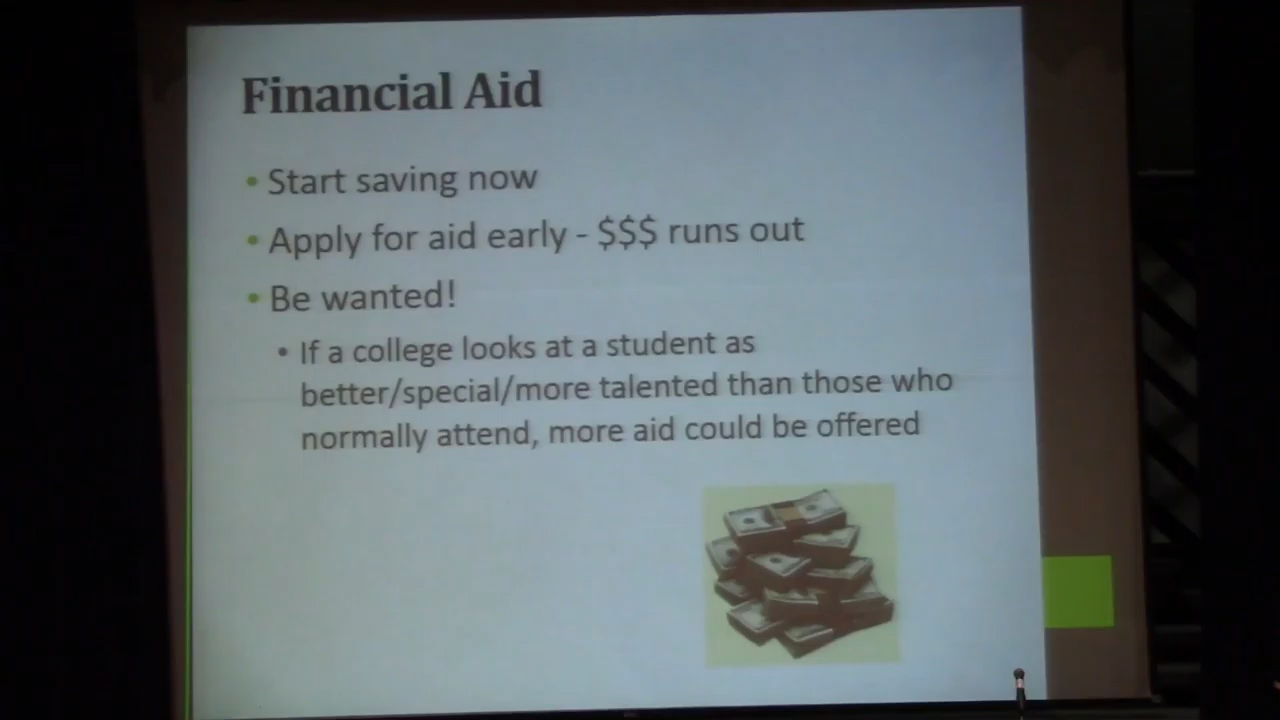 Financial Aid
• Start saving now
• Apply for aid early - $$$ runs out
• Be wanted!
• If a college looks at a student as
better/special/more talented than those who
normally attend, more aid could be offered